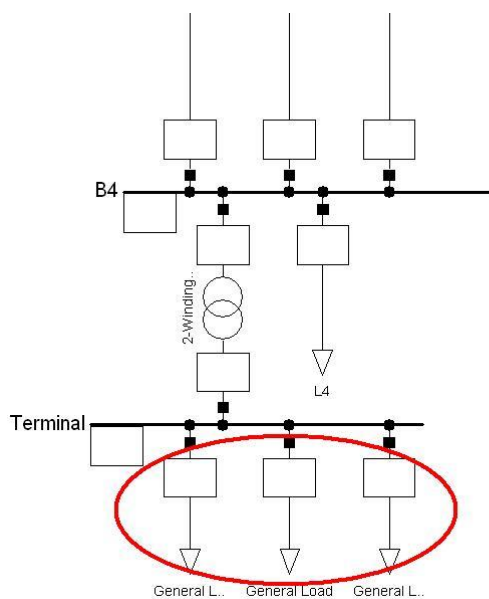 B4
2-Winding..
L4
Terminal
General L.. General Load General L..